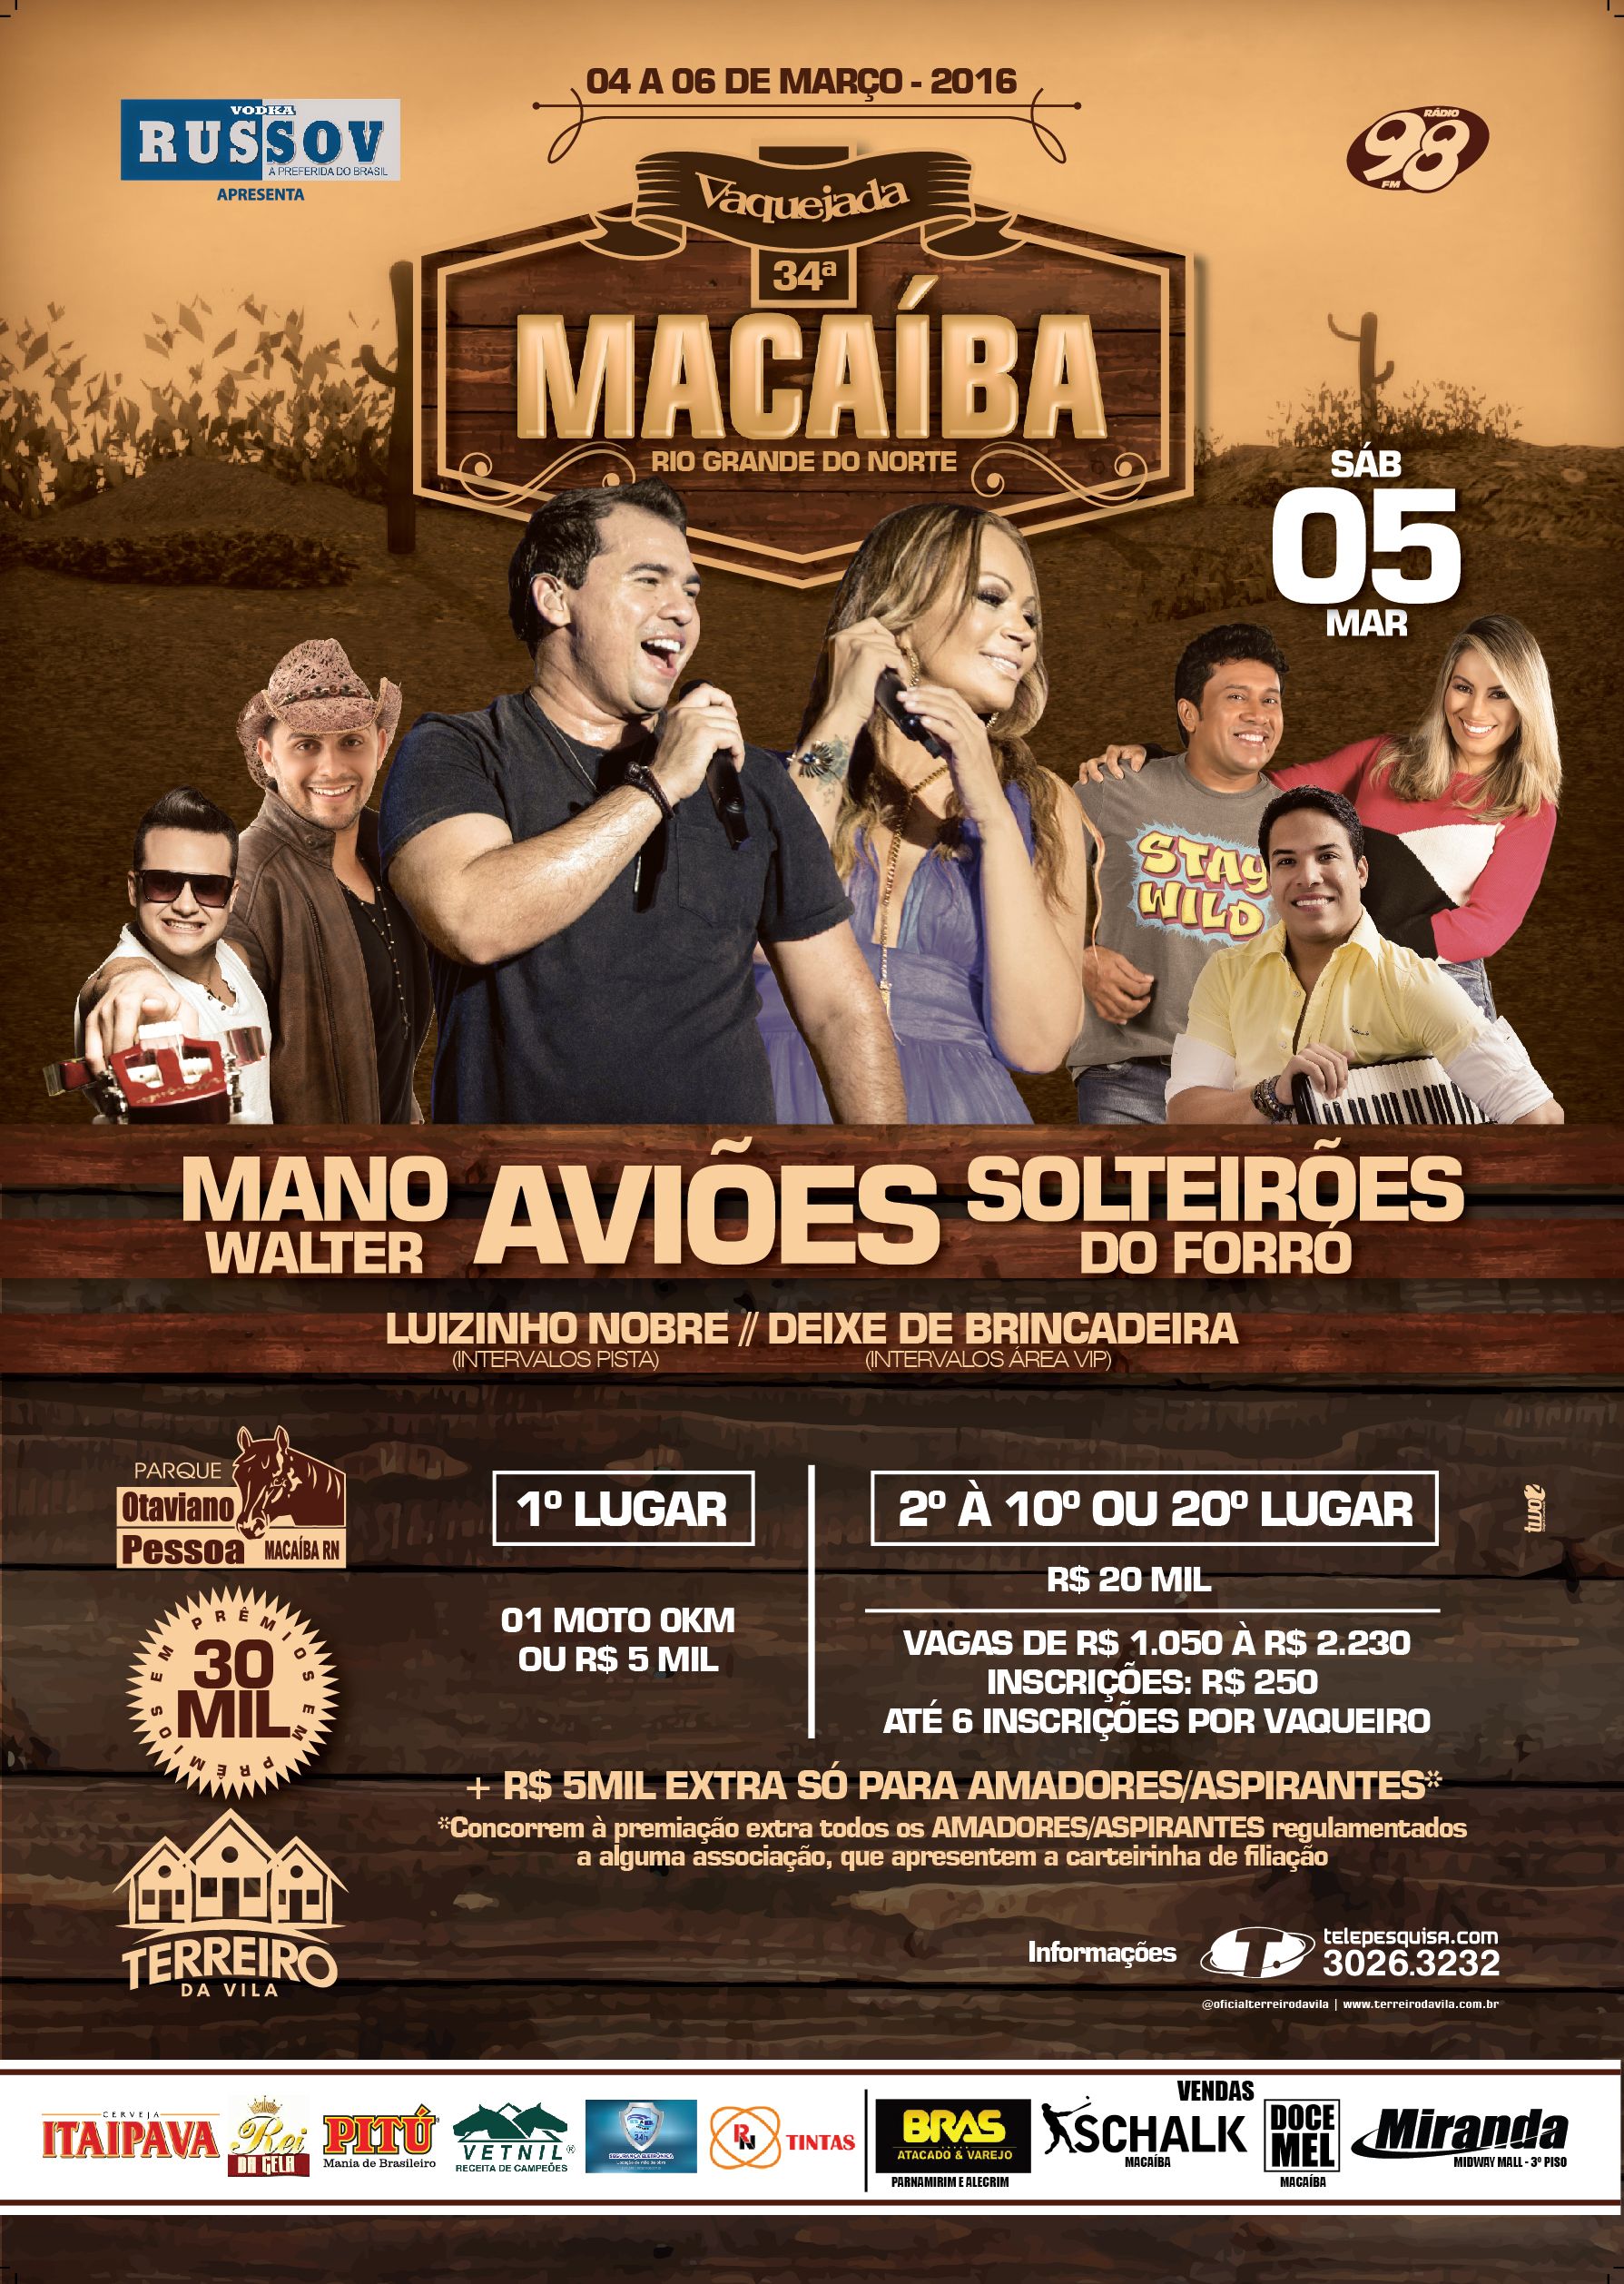 04 A 06 DE MARÇO - 2016
VODKA
RUSSOV
A PREFERIDA DO BRASIL
APRESENTA
RÁDIO
98
FM
Vaquejada
34ª
MACAÍBA
RIO GRANDE DO NORTE
SÁB
05
MAR
STAY
WILD
MANO
WALTER
AVIÕES
SOLTEIRÕES
DO FORRÓ
LUIZINHO NOBRE // DEIXE DE BRINCADEIRA
(INTERVALOS PISTA)
(INTERVALOS ÁREA VIP)
PARQUE
Otaviano
Pessoa
MACAÍBA RN
1º LUGAR
01 MOTO 0KM
OU R$ 5 MIL
2º À 10º OU 20º LUGAR
R$ 20 MIL
VAGAS DE R$ 1.050 À R$ 2.230
INSCRIÇÕES: R$ 250
ATÉ 6 INSCRIÇÕES POR VAQUEIRO
two2
PRÊMIOS EM
30
MIL
PRÊMIOS EM
+ R$ 5MIL EXTRA SÓ PARA AMADORES/ASPIRANTES*
*Concorrem à premiação extra todos os AMADORES/ASPIRANTES regulamentados
a alguma associação, que apresentem a carteirinha de filiação
TERREIRO
DA VILA
Informações
T.
telepesquisa.com
3026.3232
@oficialterreirodavila | www.terreirodavila.com.br
CERVEJA
ITAIPAVA
Rei
DA GELA
PITÚ
Mania de Brasileiro
VETNIL®
RECEITA DE CAMPEÕES
24h
SEGURANÇA ELETRÔNICA
RN
TINTAS
BRAS
ATACADO & VAREJO
PARNAMIRIM E ALECRIM
VENDAS
SCHALK
MACAÍBA
DOCE
MEL
MACAÍBA
Miranda
MIDWAY MALL - 3º PISO